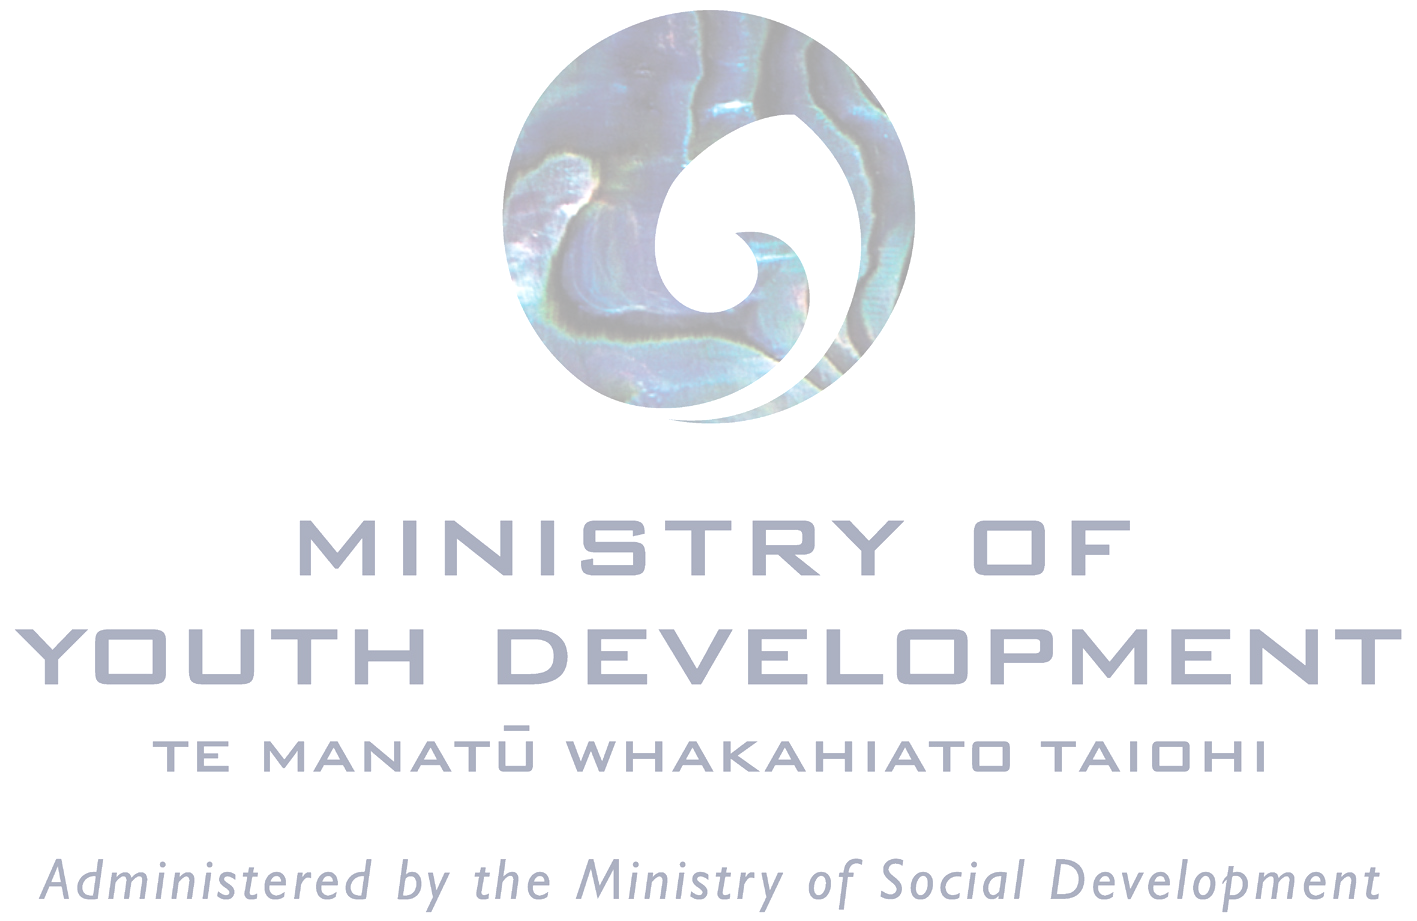 MINISTRY OF
YOUTH DEVELOPMENT
TE MANATŪ WHAKAHIATO TAIOHI
Administered by the Ministry of Social Development